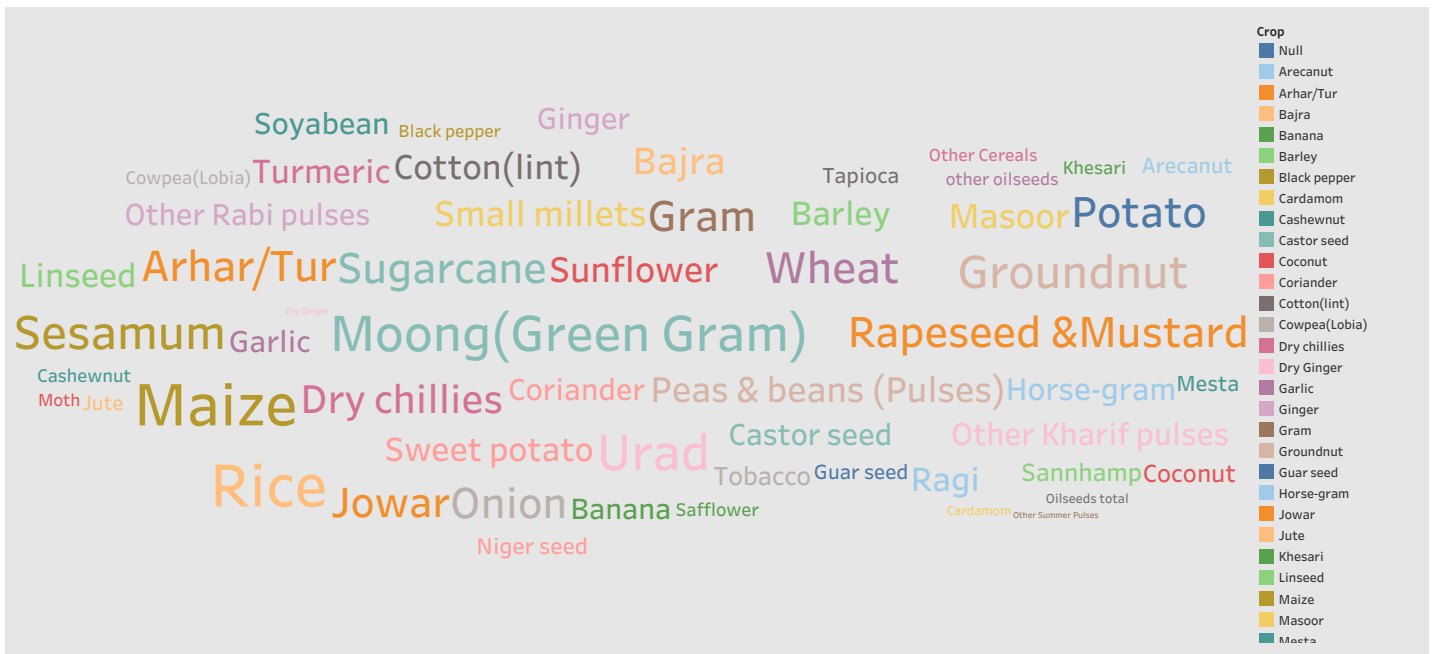 Soyabean Black pepper Ginger
Cowpea(Lobia) Turmeric Cotton(lint) Bajra Tapioca Other Cereals other oilseeds Khesari Arecanut
Other Rabi pulses Small millets Gram Barley Masoor Potato
Linseed Arhar/Tur Sugarcane Sunflower Wheat Groundnut
Dry Ginger
Sesamum Garlic Moong(Green Gram) Rapeseed &Mustard
Cashewnut
Moth Jute Maize Dry chillies Coriander Peas & beans (Pulses) Horse-gram Mesta
Sweet potato Urad Castor seed Other Kharif pulses
Tobacco Guar seed Ragi Sannhamp Coconut
Rice Jowar Onion Banana Safflower Oilseeds total
Cardamom Other Summer Pulses
Niger seed
Crop
Null
Arecanut
Arhar/Tur
Bajra
Banana
Barley
Black pepper
Cardamom
Cashewnut
Castor seed
Coconut
Coriander
Cotton(lint)
Cowpea(Lobia)
Dry chillies
Dry Ginger
Garlic
Ginger
Gram
Groundnut
Guar seed
Horse-gram
Jowar
Jute
Khesari
Linseed
Maize
Masoor
Mesta